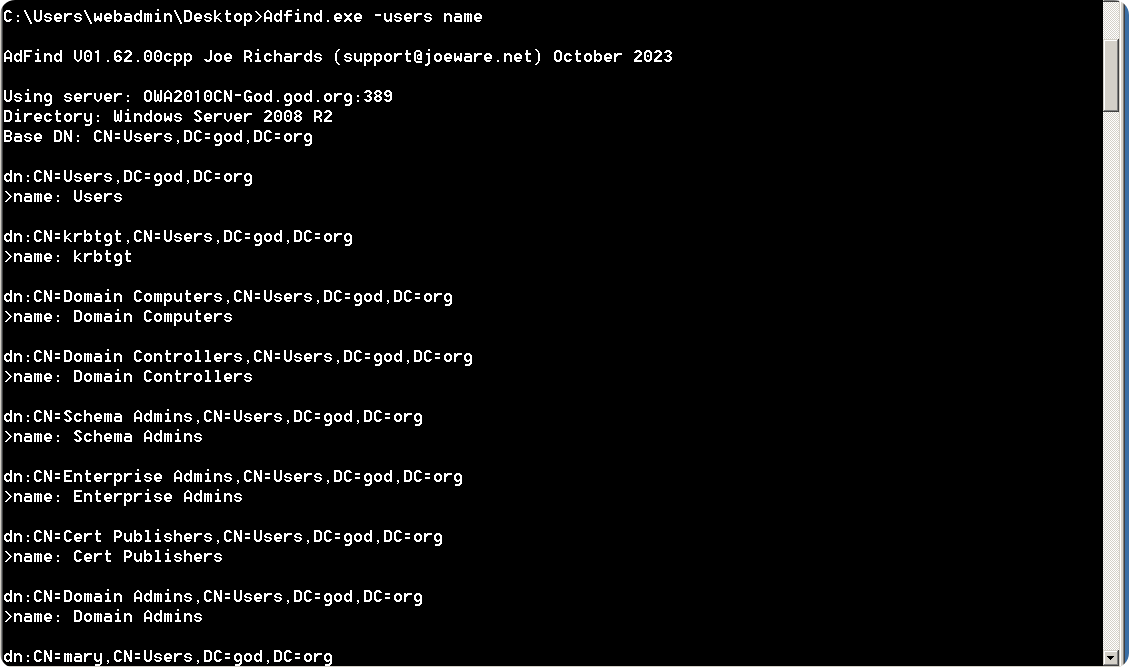 C:\Users\webadmin\Desktop>Adfind.exe -users name
AdFind V01.62.00cpp Joe Richards (support@joeware.net) October 2023
Using server: OWA2010CN-God.god.org:389
Directory: Windows Server 2008 R2
Base DN: CN=Users,DC=god,DC=org
dn:CN=Users,DC=god,DC=org
>name: Users
dn:CN=krbtgt,CN=Users,DC=god,DC=org
>name: krbtgt
dn:CN=Domain Computers,CN=Users,DC=god,DC=org
>name: Domain Computers
dn:CN=Domain Controllers,CN=Users,DC=god,DC=org
>name: Domain Controllers
dn:CN=Schema Admins,CN=Users,DC=god,DC=org
>name: Schema Admins
dn:CN=Enterprise Admins,CN=Users,DC=god,DC=org
>name: Enterprise Admins
dn:CN=Cert Publishers,CN=Users,DC=god,DC=org
>name: Cert Publishers
dn:CN=Domain Admins,CN=Users,DC=god,DC=org
>name: Domain Admins
dn:CN=mary,CN=Users,DC=god,DC=org